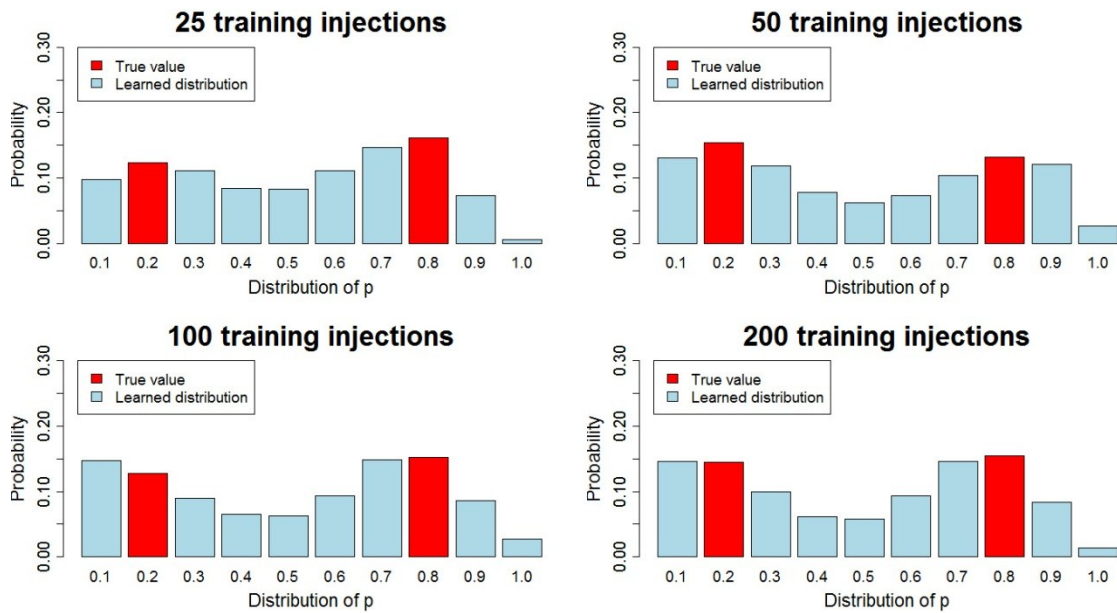 25 training injections
True value
Learned distribution
Probability
0.00 0.10 0.20 0.30
0.1 0.2 0.3 0.4 0.5 0.6 0.7 0.8 0.9 1.0
Distribution of p
50 training injections
True value
Learned distribution
Probability
0.00 0.10 0.20 0.30
0.1 0.2 0.3 0.4 0.5 0.6 0.7 0.8 0.9 1.0
Distribution of p
100 training injections
True value
Learned distribution
Probability
0.00 0.10 0.20 0.30
0.1 0.2 0.3 0.4 0.5 0.6 0.7 0.8 0.9 1.0
Distribution of p
200 training injections
True value
Learned distribution
Probability
0.00 0.10 0.20 0.30
0.1 0.2 0.3 0.4 0.5 0.6 0.7 0.8 0.9 1.0
Distribution of p